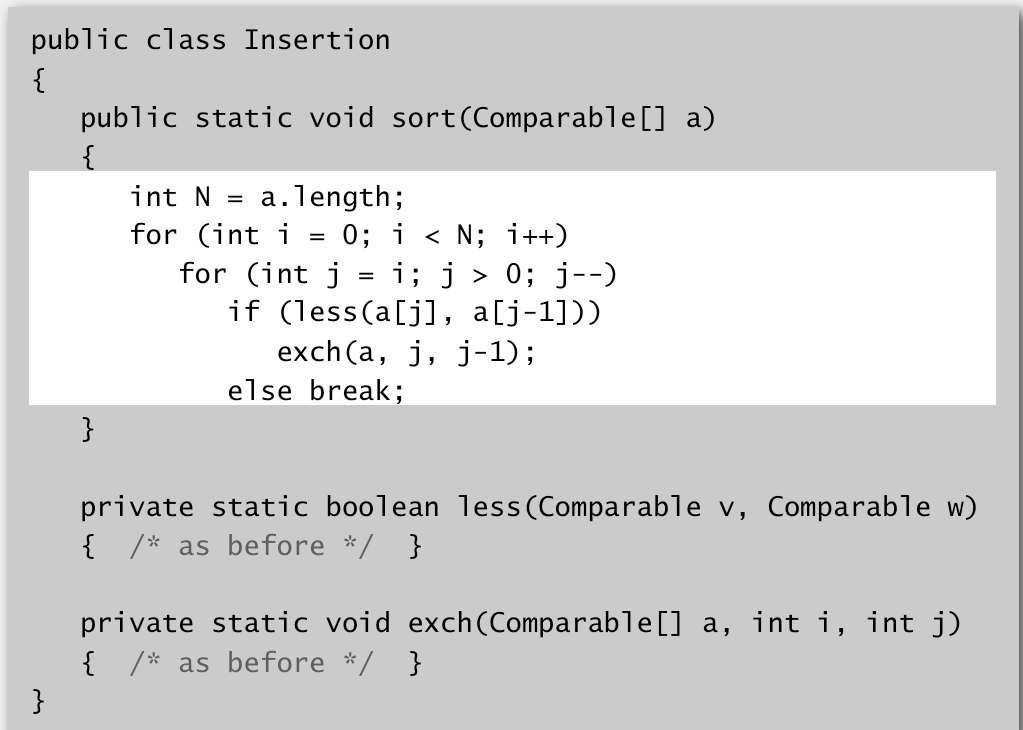 public class Insertion
{
public static void sort(Comparable[] a)
{
int N = a.length;
for (int i = 0; i < N; i++)
for (int j = i; j > 0; j--)
if (less(a[j], a[j-1]))
exch(a, j, j-1);
else break;
}
private static boolean less(Comparable v, Comparable w)
{ /* as before */ }
private static void exch(Comparable[] a, int i, int j)
{ /* as before */ }
}